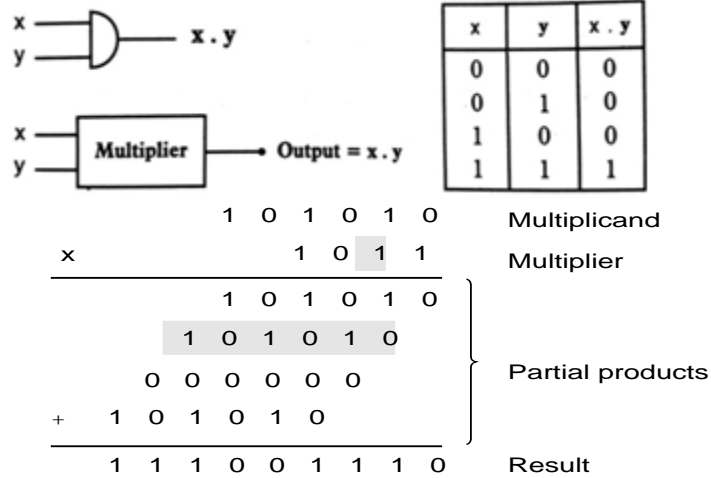 x
y
x . y
x
y
Multiplier
Output = x . y
x y x . y
0 0 0
0 1 0
1 0 0
1 1 1
1 0 1 0 1 0 Multiplicand
x 1 0 1 1 Multiplier
1 0 1 0 1 0
1 0 1 0 1 0
0 0 0 0 0 0
+ 1 0 1 0 1 0
Partial products
1 1 1 0 0 1 1 1 0 Result